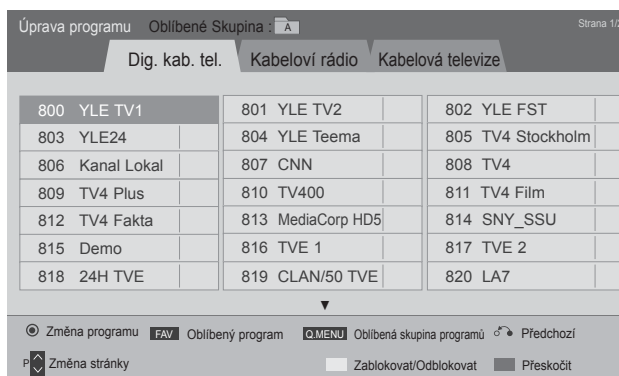 Úprava programu Oblíbené Skupina : A Strana 1/2
Dig. kab. tel. Kabeloví rádio Kabelová televize
800 YLE TV1 801 YLE TV2 802 YLE FST
803 YLE24 804 YLE Teema 805 TV4 Stockholm
806 Kanal Lokal 807 CNN 808 TV4
809 TV4 Plus 810 TV400 811 TV4 Film
812 TV4 Fakta 813 MediaCorp HD5 814 SNY_SSU
815 Demo 816 TVE 1 817 TVE 2
818 24H TVE 819 CLAN/50 TVE 820 LA7
Změna programu FAV Oblíbený program Q.MENU Oblíbená skupina programů Předchozí
P Změna stránky Zablokovat/Odblokovat Přeskočit